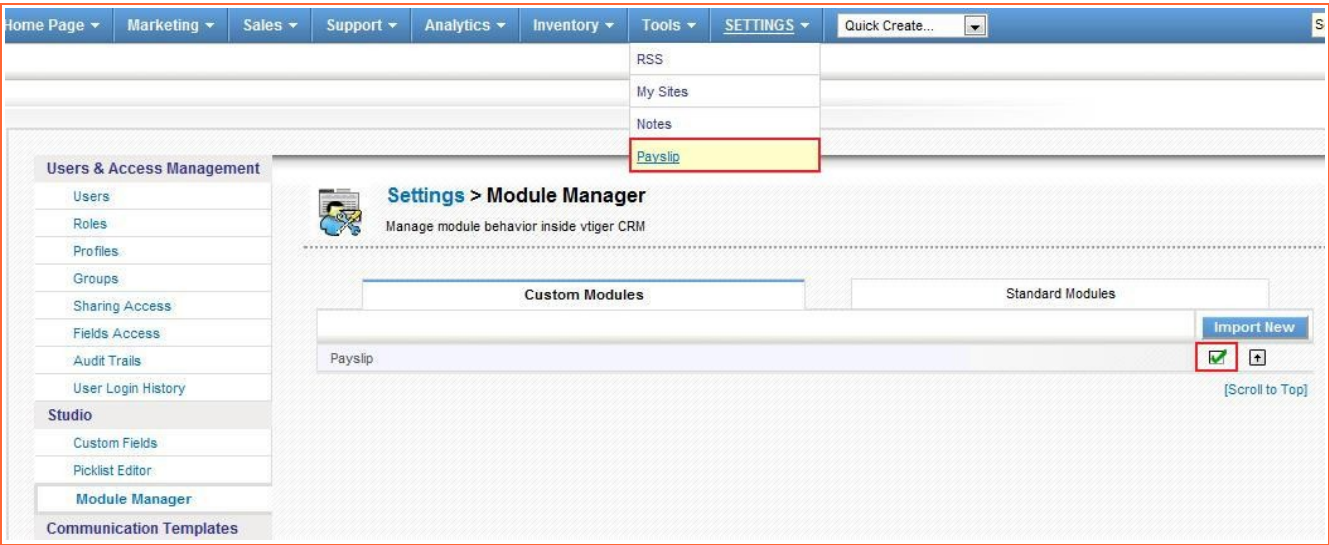 Home Page Marketing Sales Support Analytics Inventory Tools SETTINGS Quick Create... S
RSS
My Sites
Notes
Payslip
Users & Access Management
Users
Roles
Profiles
Groups
Sharing Access
Fields Access
Audit Trails
User Login History
Studio
Custom Fields
Picklist Editor
Module Manager
Communication Templates
Settings > Module Manager
Manage module behavior inside vtiger CRM
Custom Modules Standard Modules
Import New
Payslip
[Scroll to Top]